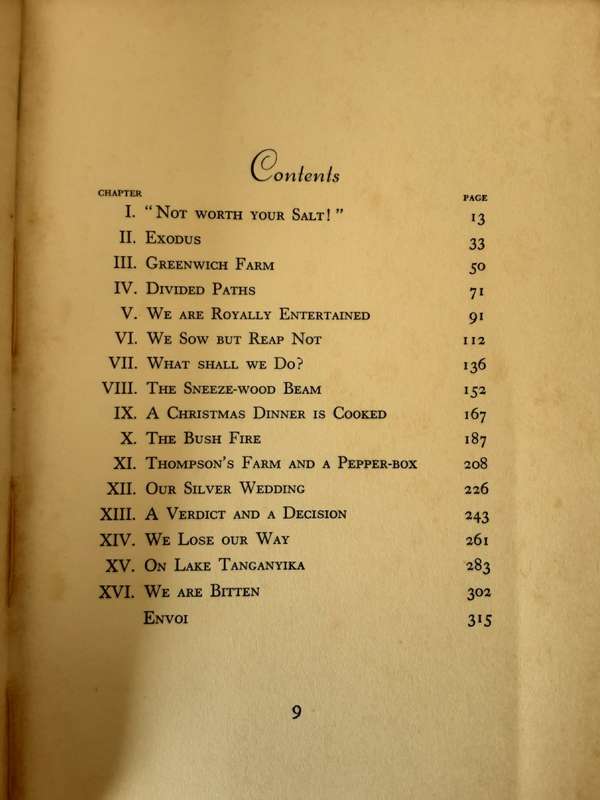 Contents
CHAPTER PAGE
I. "NOT WORTH YOUR SALT!" 13
II. EXODUS 33
III. GREENWICH FARM 50
IV. DIVIDED PATHS 71
V. WE ARE ROYALLY ENTERTAINED 91
VI. WE SOW BUT REAP NOT 112
VII. WHAT SHALL WE DO? 136
VIII. THE SNEEZE-WOOD BEAM 152
IX. A CHRISTMAS DINNER IS COOKED 167
X. THE BUSH FIRE 187
XI. THOMPSON'S FARM AND A PEPPER-BOX 208
XII. OUR SILVER WEDDING 226
XIII. A VERDICT AND A DECISION 243
XIV. WE LOSE OUR WAY 261
XV. ON LAKE TANGANYIKA 283
XVI. WE ARE BITTEN 302
ENVOI 315
9